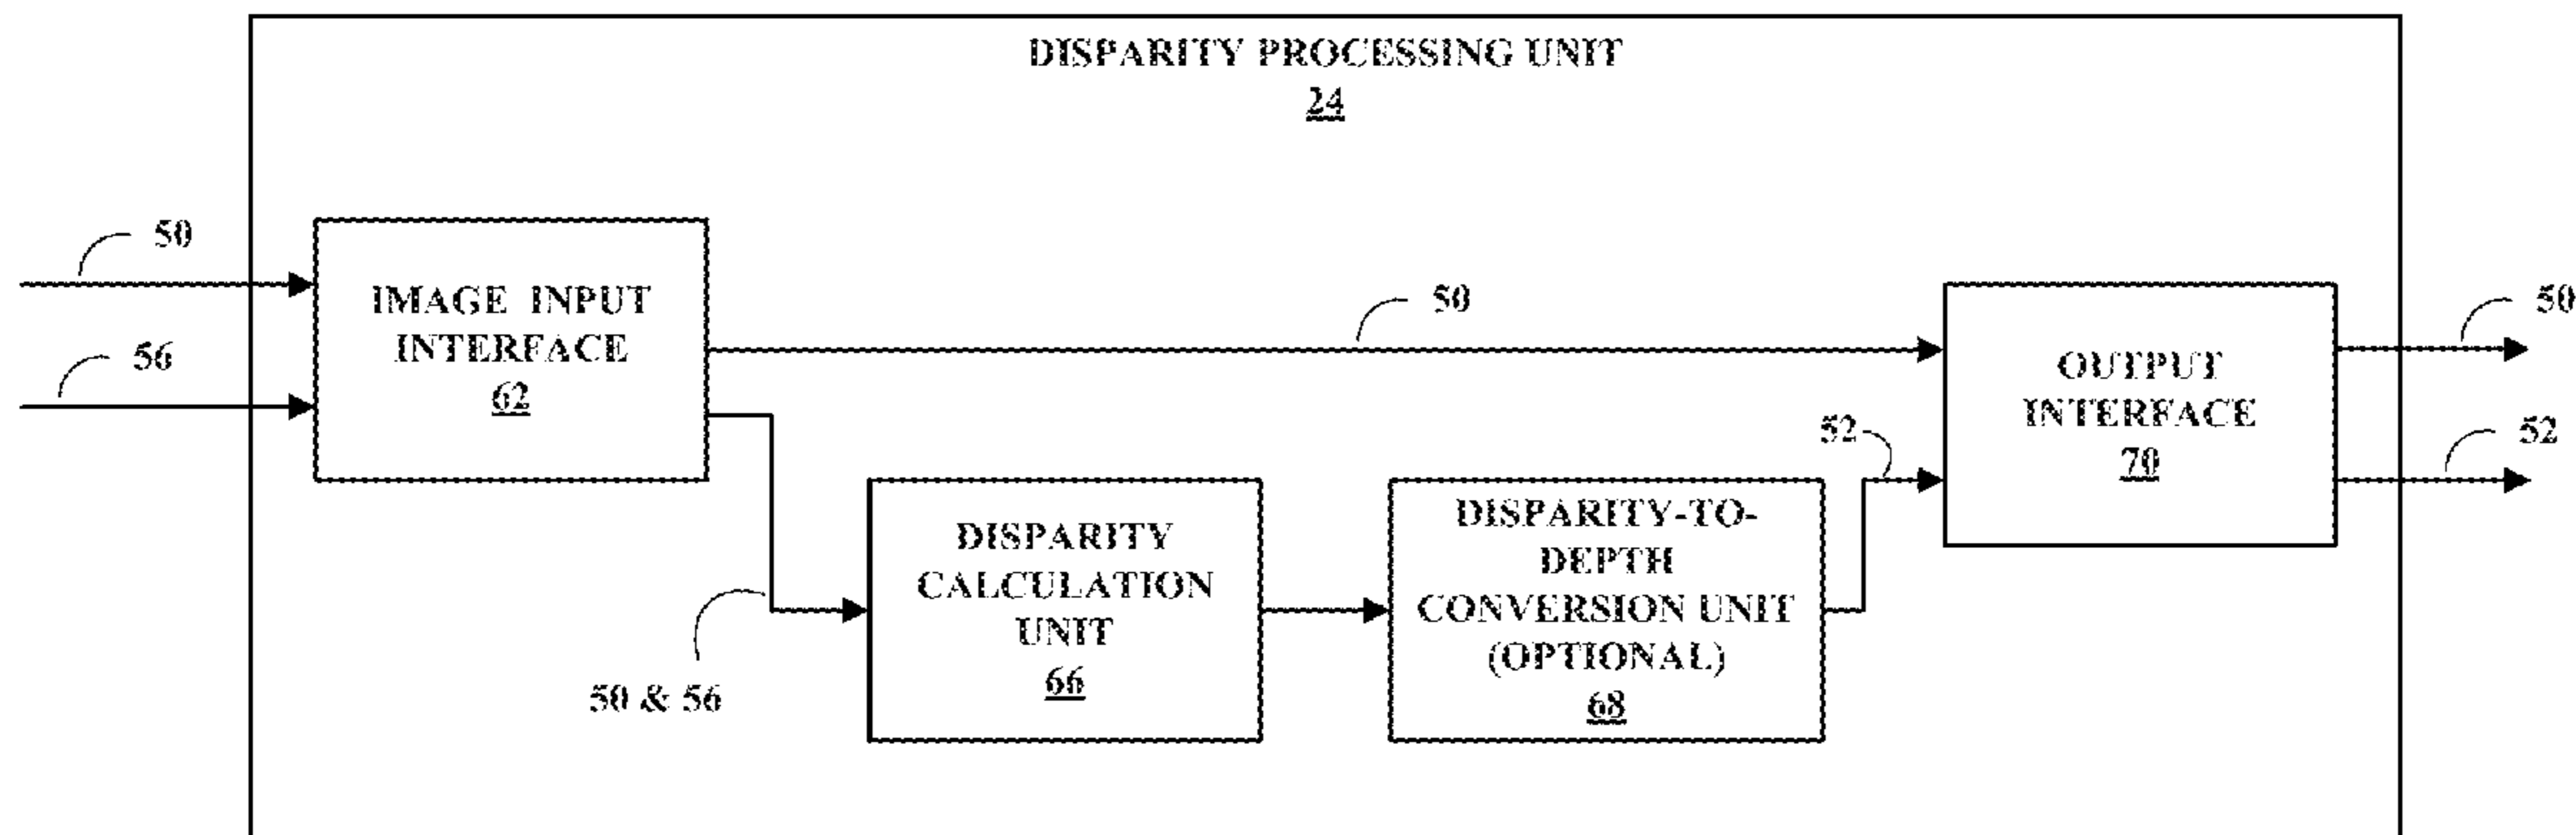 DISPARITY PROCESSING UNIT
24
50
56
IMAGE INPUT
INTERFACE
62
50
50 & 56
DISPARITY
CALCULATION
UNIT
66
DISPARITY-TO-
DEPTH
CONVERSION UNIT
(OPTIONAL)
68
52
OUTPUT
INTERFACE
70
50
52